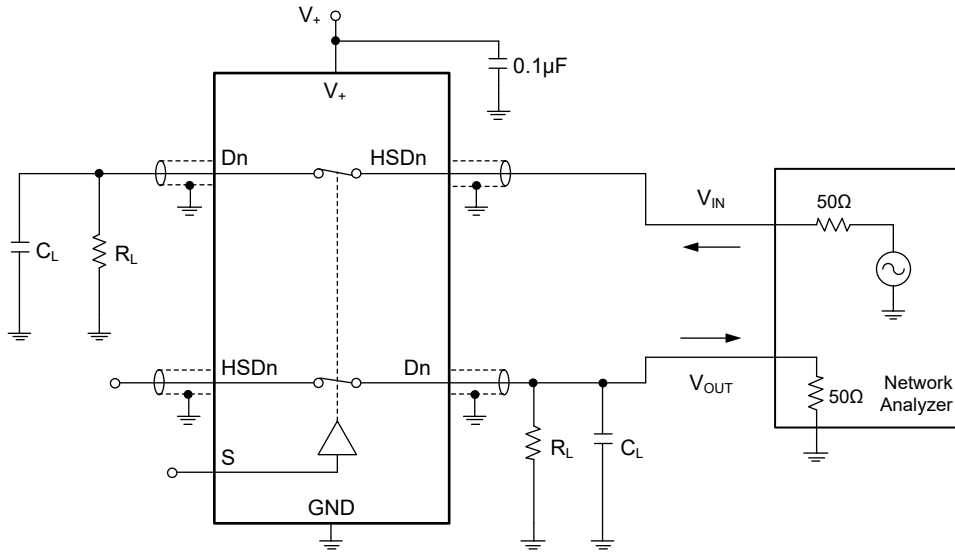 V+
0.1µF
V+
Dn
HSDn
VIN
50Ω
CL
RL
HSDn
Dn
VOUT
50Ω
Network
Analyzer
RL
CL
S
GND